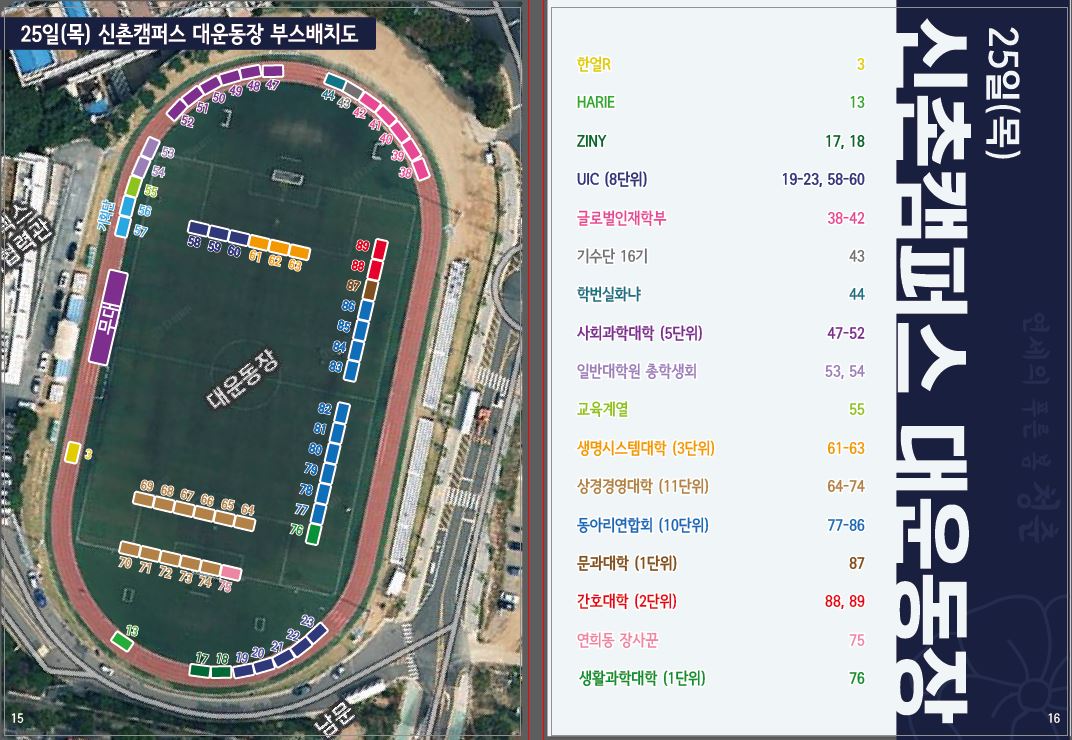 25일(목) 신촌캠퍼스 대운동장 부스배치도
47
48
49
50
51
52
44
43
42
41
40
39
38
53
54
55
56
57
기획단
58
59
60
61
62
63
89
88
87
86
85
84
83
무대
대운동장
82
81
80
79
78
77
76
3
69
68
67
66
65
64
70
71
72
73
74
75
13
17
18
19
20
21
22
23
남문
15
한얼R 3
HARIE 13
ZINY 17, 18
UIC (8단위) 19-23, 58-60
글로벌인재학부 38-42
기수단 16기 43
학번실화냐 44
사회과학대학 (5단위) 47-52
일반대학원 총학생회 53, 54
교육계열 55
생명시스템대학 (3단위) 61-63
상경경영대학 (11단위) 64-74
동아리연합회 (10단위) 77-86
문과대학 (1단위) 87
간호대학 (2단위) 88, 89
연희동 장사꾼 75
생활과학대학 (1단위) 76
25일(목)
신촌캠퍼스 대운동장
연세의 푸른 봄 청춘
16